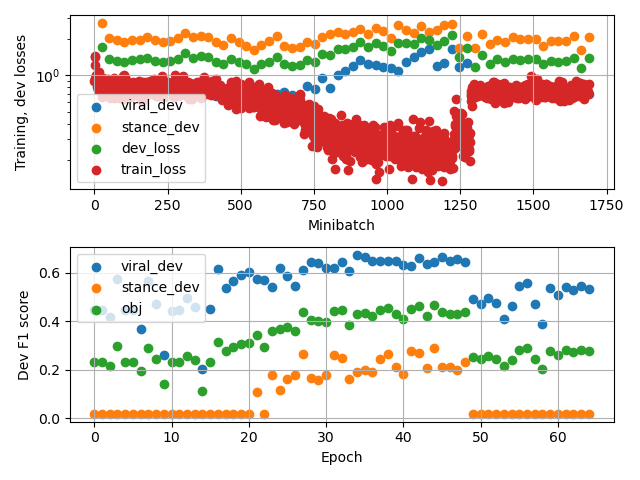 Training, dev losses
10⁰
viral_dev
stance_dev
dev_loss
train_loss
0 250 500 750 1000 1250 1500 1750
Minibatch
Dev F1 score
0.6
0.4
0.2
0.0
viral_dev
stance_dev
obj
0 10 20 30 40 50 60
Epoch